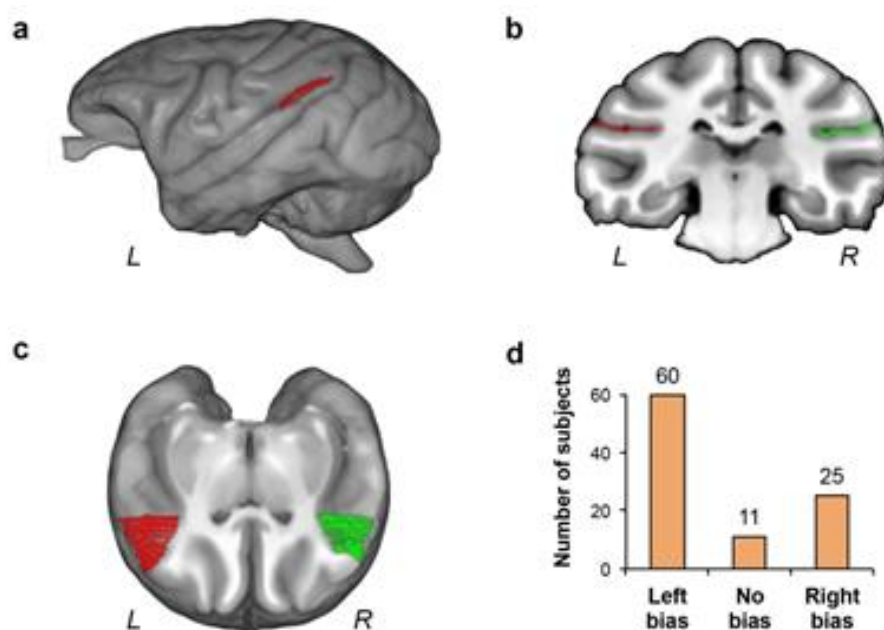 a
b
L
L
R
c
d
L
R
Number of subjects
60
40
20
0
60
11
25
Left bias
No bias
Right bias